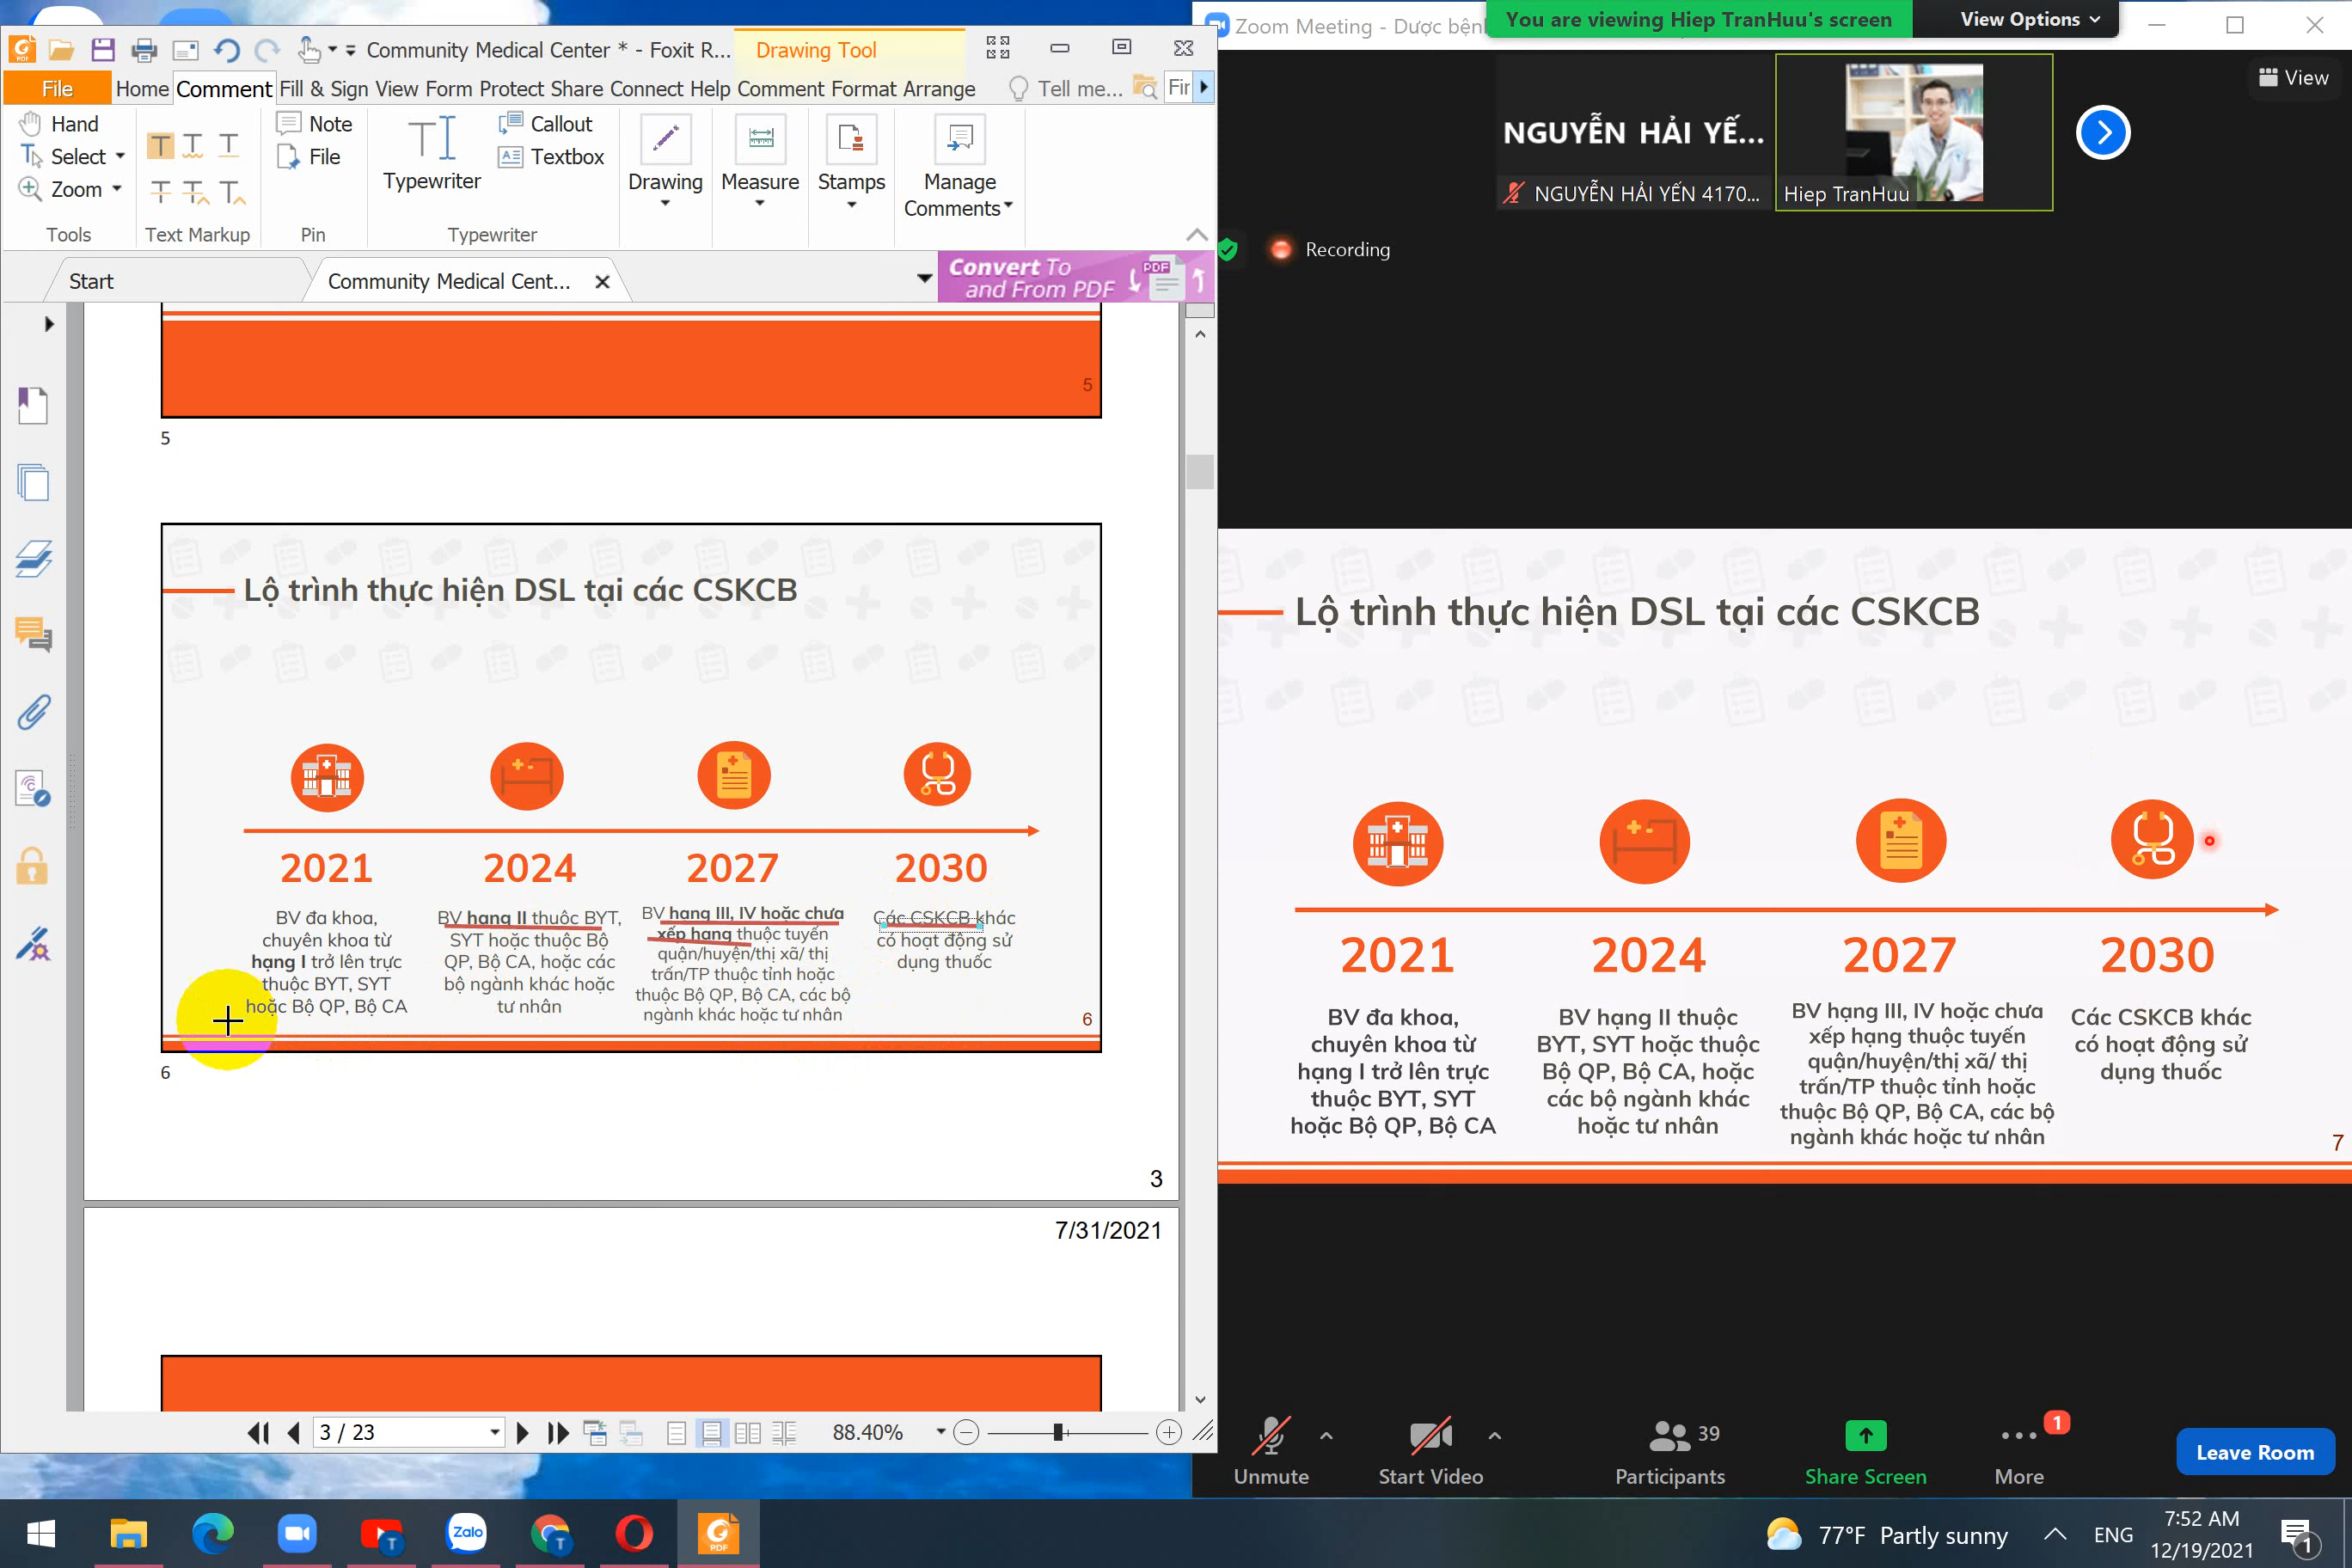 Community Medical Center * - Foxit R...
Drawing Tool
File Home Comment Fill & Sign View Form Protect Share Connect Help Comment Format Arrange Tell me...
Hand
Select
Zoom
Tools
Text Markup
Note
File
Pin
Typewriter
Callout
Textbox
Typewriter
Drawing
Measure
Stamps
Manage
Comments
Start
Community Medical Cent...
Convert To
and From PDF
PDF
5
5
Lộ trình thực hiện DSL tại các CSKCB
2021
BV đa khoa,
chuyên khoa từ
hạng I trở lên trực
thuộc BYT, SYT
hoặc Bộ QP, Bộ CA
2024
BV hạng II thuộc BYT,
SYT hoặc thuộc Bộ
QP, Bộ CA, hoặc các
bộ ngành khác hoặc
tư nhân
2027
BV hạng III, IV hoặc chưa
xếp hạng thuộc tuyến
quận/huyện/thị xã/ thị
trấn/TP thuộc tỉnh hoặc
thuộc Bộ QP, Bộ CA, các bộ
ngành khác hoặc tư nhân
2030
Các CSKCB khác
có hoạt động sử
dụng thuốc
6
6
3
7/31/2021
3 / 23
88.40%
Zoom Meeting - Dược bện
You are viewing Hiep TranHuu's screen
View Options
View
NGUYỄN HẢI YẾ...
NGUYỄN HẢI YẾN 4170...
Hiep TranHuu
Recording
Lộ trình thực hiện DSL tại các CSKCB
2021
BV đa khoa,
chuyên khoa từ
hạng I trở lên trực
thuộc BYT, SYT
hoặc Bộ QP, Bộ CA
2024
BV hạng II thuộc
BYT, SYT hoặc thuộc
Bộ QP, Bộ CA, hoặc
các bộ ngành khác
hoặc tư nhân
2027
BV hạng III, IV hoặc chưa
xếp hạng thuộc tuyến
quận/huyện/thị xã/ thị
trấn/TP thuộc tỉnh hoặc
thuộc Bộ QP, Bộ CA, các bộ
ngành khác hoặc tư nhân
2030
Các CSKCB khác
có hoạt động sử
dụng thuốc
7
Unmute
Start Video
39
Participants
Share Screen
1
More
Leave Room
Zalo
PDF
77°F Partly sunny
ENG
7:52 AM
12/19/2021
1